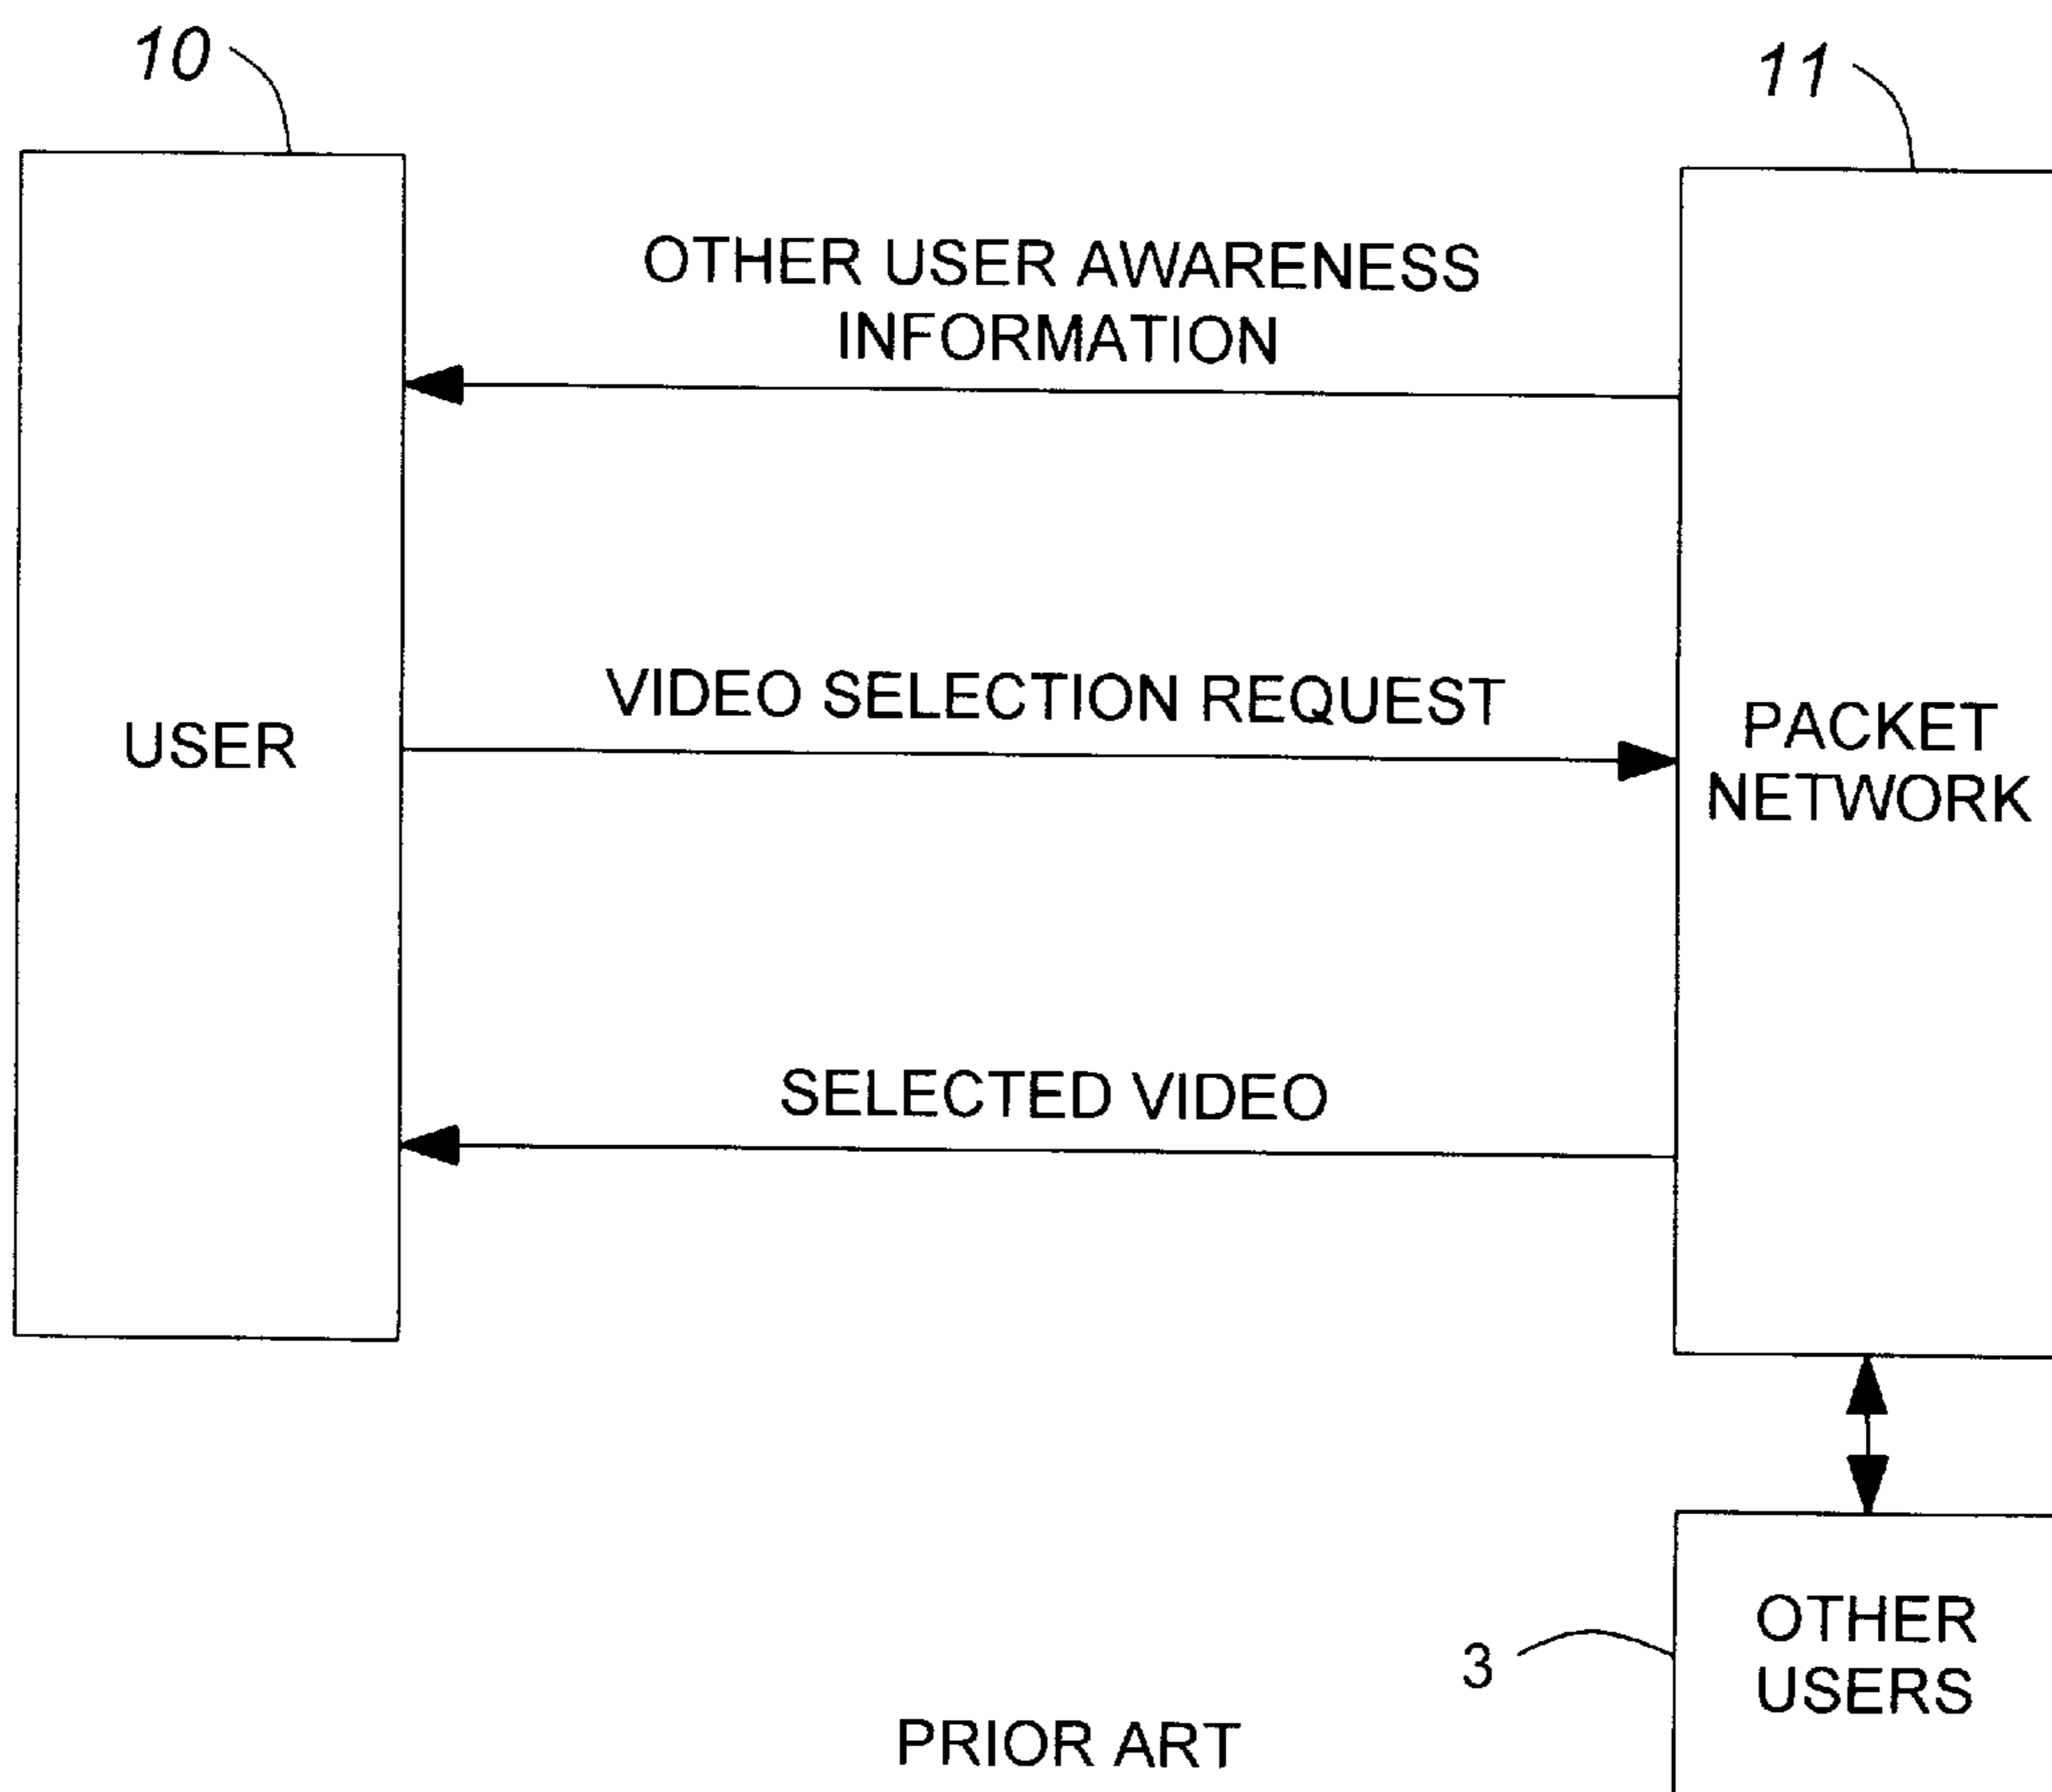 10
11
OTHER USER AWARENESS
INFORMATION
VIDEO SELECTION REQUEST
USER
PACKET
NETWORK
SELECTED VIDEO
OTHER
USERS
3
PRIOR ART